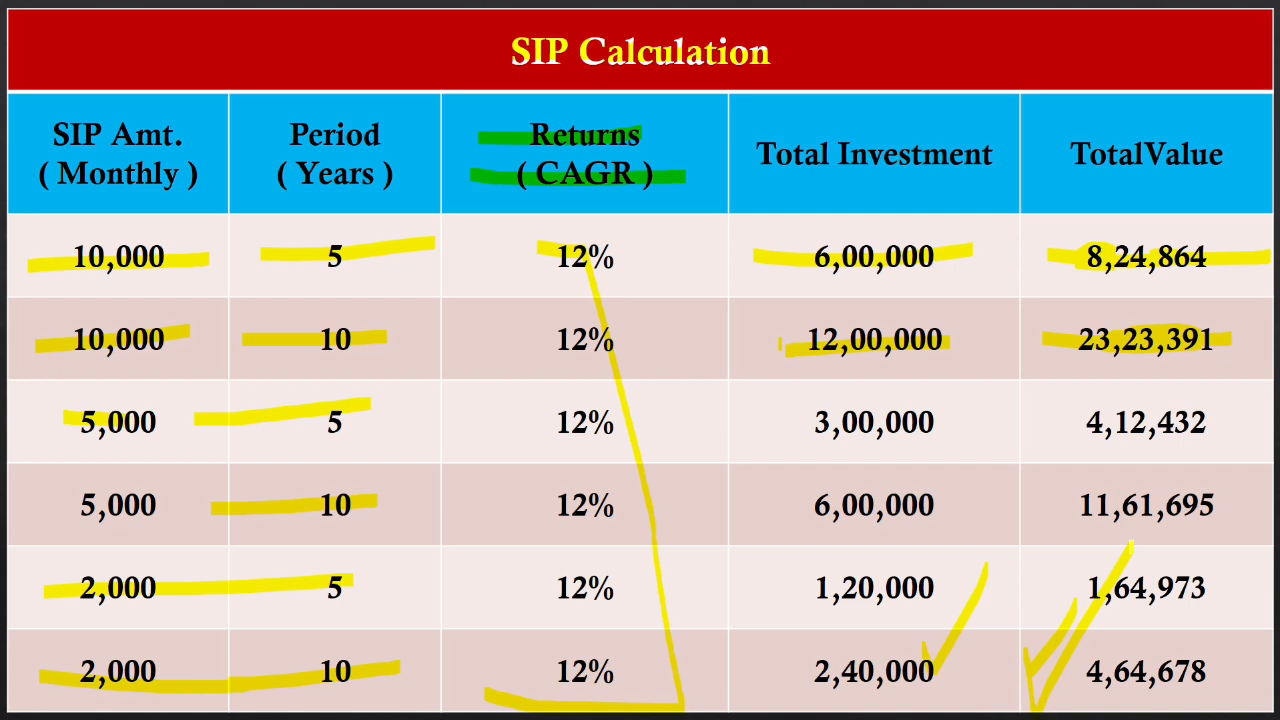 SIP Calculation
SIP Amt. ( Monthly ) Period ( Years ) Returns ( CAGR ) Total Investment TotalValue
10,000 5 12% 6,00,000 8,24,864
10,000 10 12% 12,00,000 23,23,391
5,000 5 12% 3,00,000 4,12,432
5,000 10 12% 6,00,000 11,61,695
2,000 5 12% 1,20,000 1,64,973
2,000 10 12% 2,40,000 4,64,678